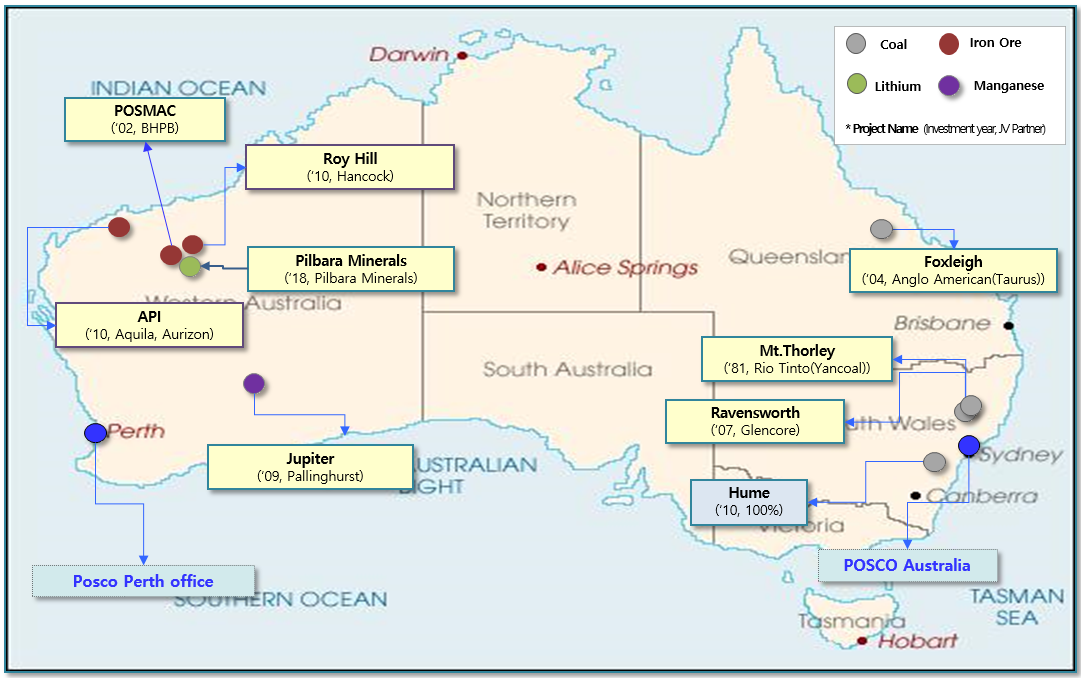 Coal
Iron Ore
Lithium
Manganese
* Project Name (Investment year, JV Partner)
Darwin
INDIAN OCEAN
POSMAC
('02, BHPB)
Roy Hill
('10, Hancock)
Northern
Territory
Pilbara Minerals
('18, Pilbara Minerals)
Alice Springs
Queenslan
Foxleigh
('04, Anglo American(Taurus))
Western Australia
API
('10, Aquila, Aurizon)
Brisbane
South Australia
Mt.Thorley
('81, Rio Tinto(Yancoal))
Ravensworth
('07, Glencore)
uth Wales
Perth
Jupiter
('09, Pallinghurst)
AUSTRALIAN
BIGHT
Sydney
Hume
('10, 100%)
Canberra
Victoria
Posco Perth office
POSCO Australia
SOUTHERN OCEAN
TASMAN
SEA
Tasmania
Hobart